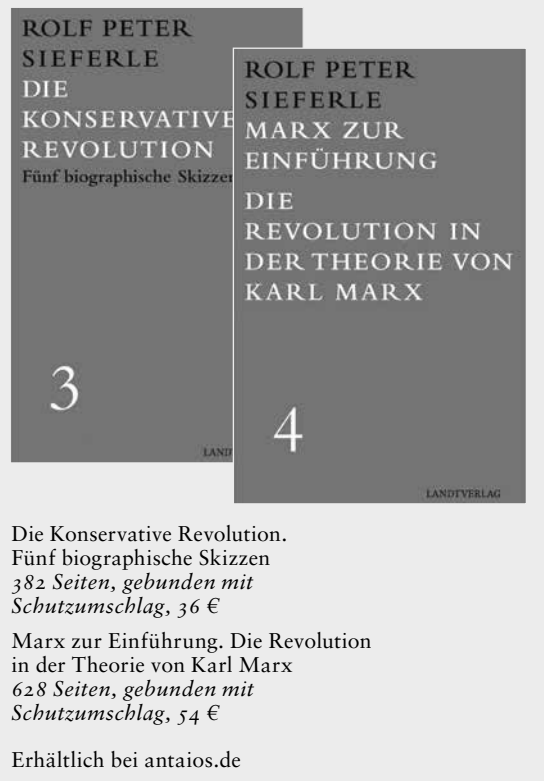 ROLF PETER
SIEFERLE
DIE
KONSERVATIVE
REVOLUTION
Fünf biographische Skizzen
3
LAND
ROLF PETER
SIEFERLE
MARX ZUR
EINFÜHRUNG
DIE
REVOLUTION IN
DER THEORIE VON
KARL MARX
4
LANDTVERLAG
Die Konservative Revolution.
Fünf biographische Skizzen
382 Seiten, gebunden mit
Schutzumschlag, 36 €
Marx zur Einführung. Die Revolution
in der Theorie von Karl Marx
628 Seiten, gebunden mit
Schutzumschlag, 54 €
Erhältlich bei antaios.de